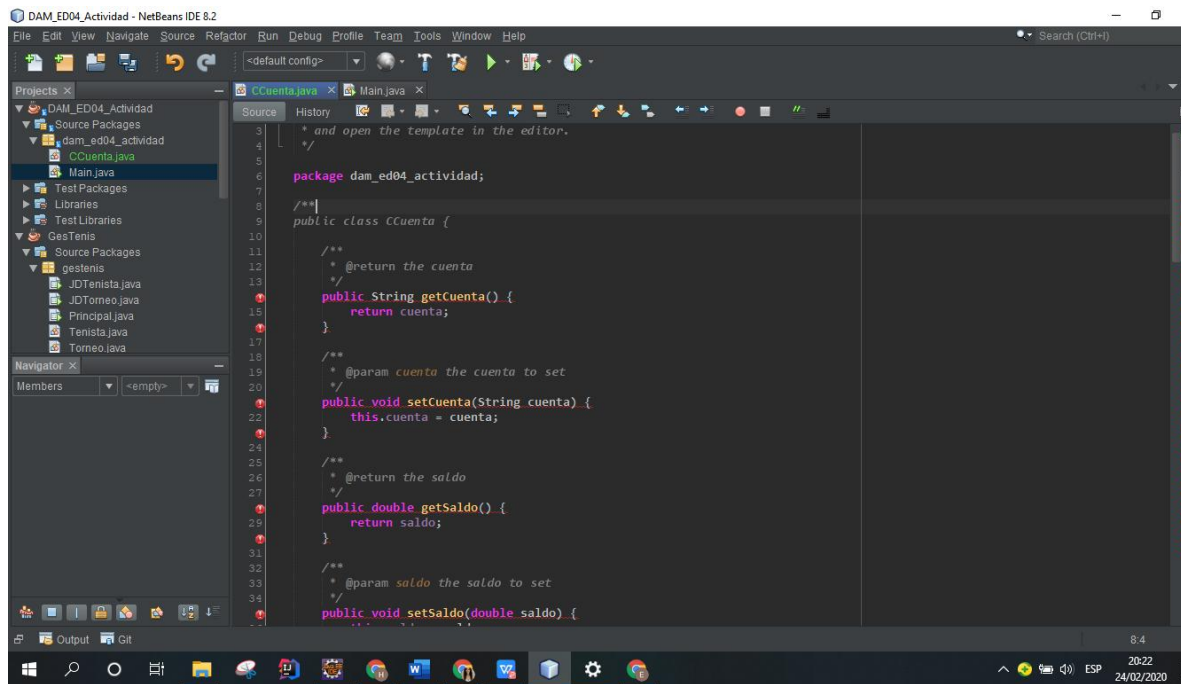 DAM_ED04_Actividad - NetBeans IDE 8.2
File Edit View Navigate Source Refactor Run Debug Profile Team Tools Window Help
Search (Ctrl+I)
<default config>
Projects
CCuenta.java
Main.java
Source History
DAM_ED04_Actividad
Source Packages
dam_ed04_actividad
CCuenta.java
Main.java
Test Packages
Libraries
Test Libraries
GesTenis
Source Packages
gestenis
JDTenista.java
JDTorneo.java
Principal.java
Tenista.java
Torneo.java
Navigator
Members
<empty>
3 * and open the template in the editor.
4 */
5
6 package dam_ed04_actividad;
7
8 /**
9 public class CCuenta {
10
11 /**
12 * @return the cuenta
13 */
public String getCuenta() {
15 return cuenta;
}
17
18 /**
19 * @param cuenta the cuenta to set
20 */
public void setCuenta(String cuenta) {
22 this.cuenta = cuenta;
}
24
25 /**
26 * @return the saldo
27 */
public double getSaldo() {
29 return saldo;
}
31
32 /**
33 * @param saldo the saldo to set
34 */
public void setSaldo(double saldo) {
Output Git
8:4
ESP
20:22
24/02/2020